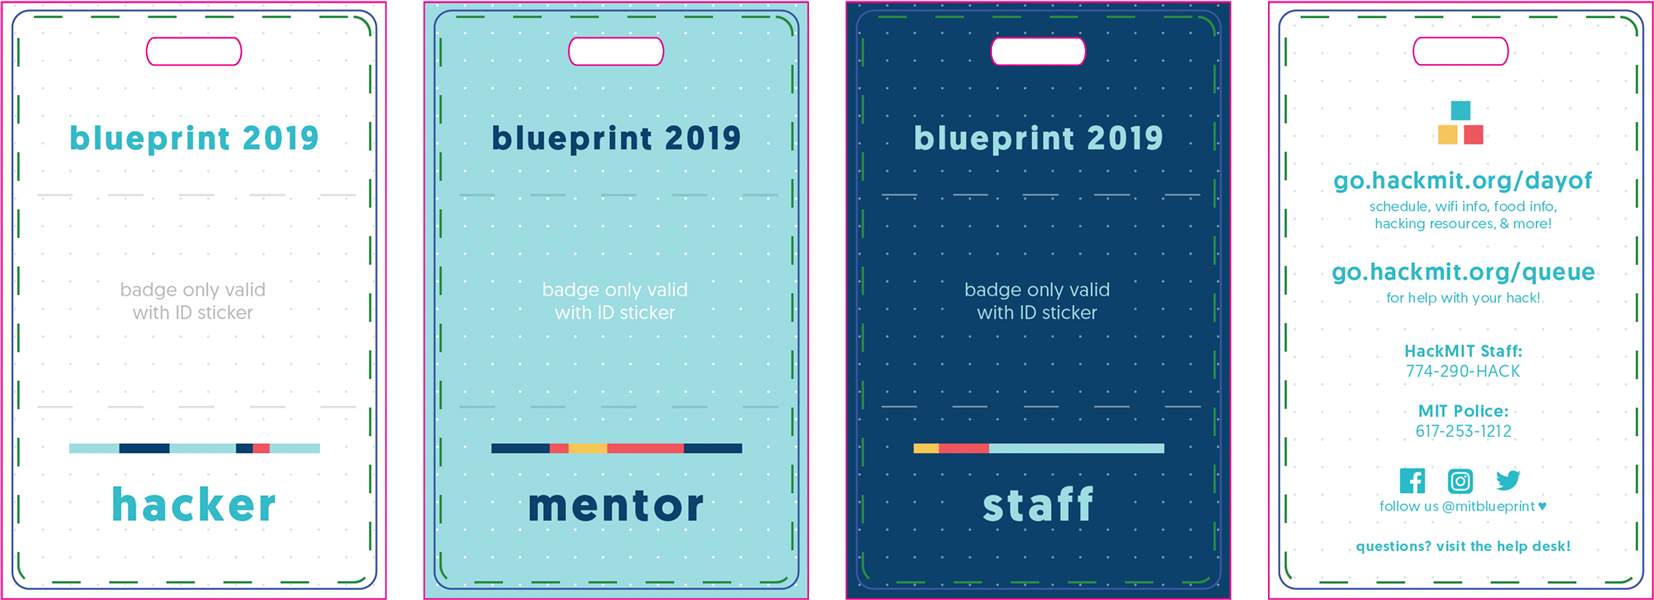 blueprint 2019
badge only valid
with ID sticker
hacker
blueprint 2019
badge only valid
with ID sticker
mentor
blueprint 2019
badge only valid
with ID sticker
staff
go.hackmit.org/dayof
schedule, wifi info, food info,
hacking resources, & more!
go.hackmit.org/queue
for help with your hack!
HackMIT Staff:
774-290-HACK
MIT Police:
617-253-1212
follow us @mitblueprint ♥
questions? visit the help desk!